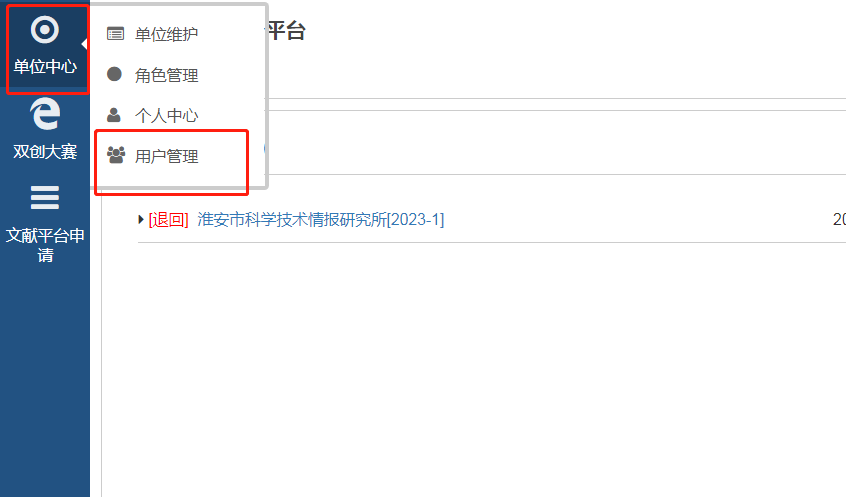 单位中心
双创大赛
文献平台申
请
单位维护
角色管理
个人中心
用户管理
平台
[退回] 淮安市科学技术情报研究所[2023-1]
20